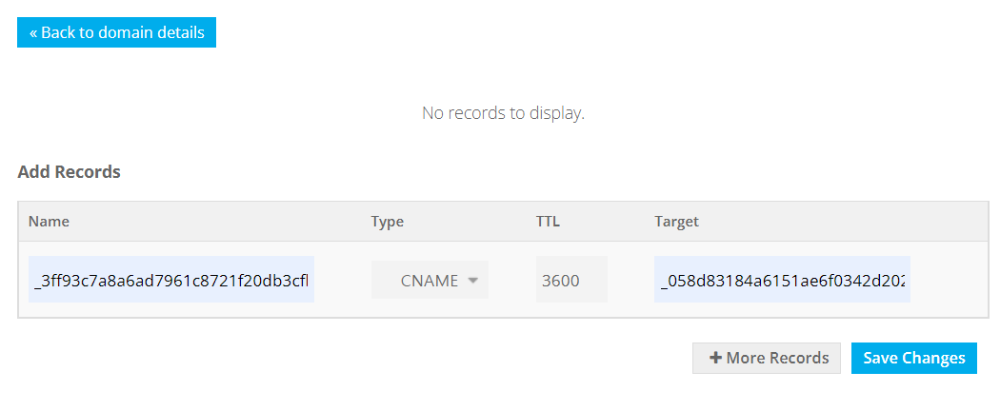 « Back to domain details
No records to display.
Add Records
Name Type TTL Target
_3ff93c7a8a6ad7961c8721f20db3cfl CNAME 3600 _058d83184a6151ae6f0342d202
+ More Records Save Changes